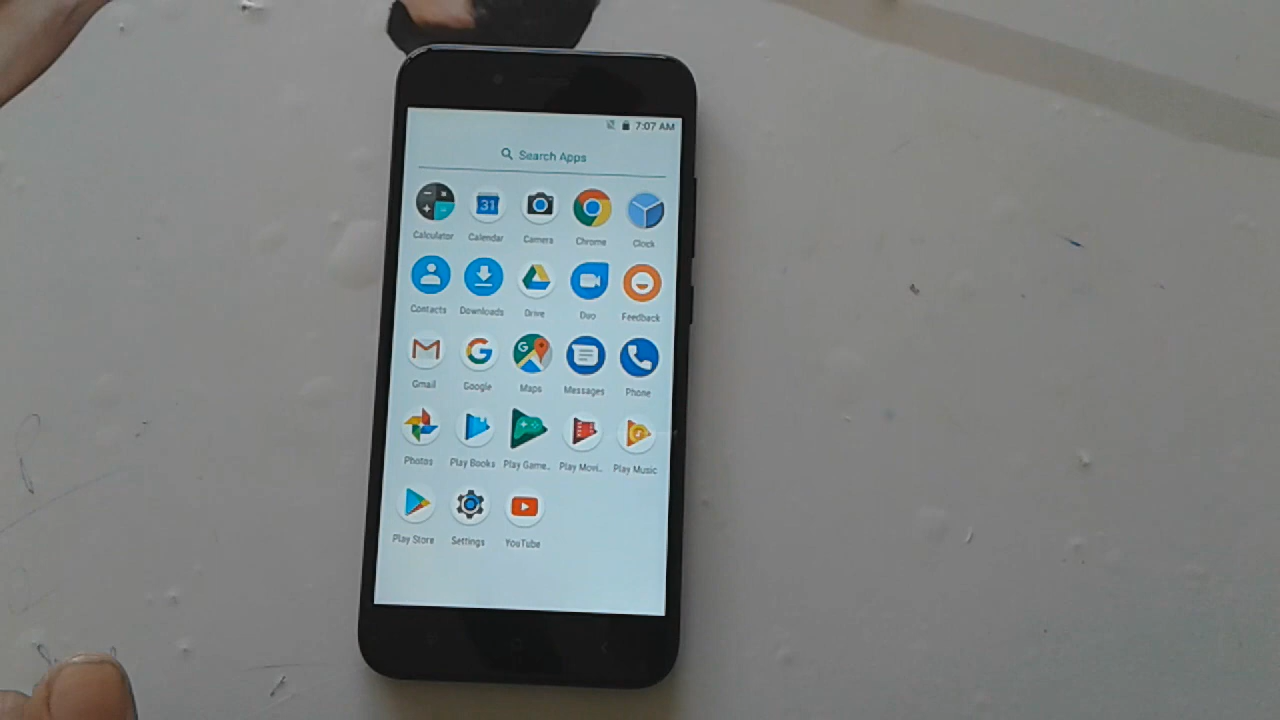 7:07 AM
Search Apps
31
Calculator Calendar Camera Chrome Clock
Contacts Downloads Drive Duo Feedback
G G
Gmail Google Maps Messages Phone
Photos Play Books Play Game.. Play Movi.. Play Music
Play Store Settings YouTube